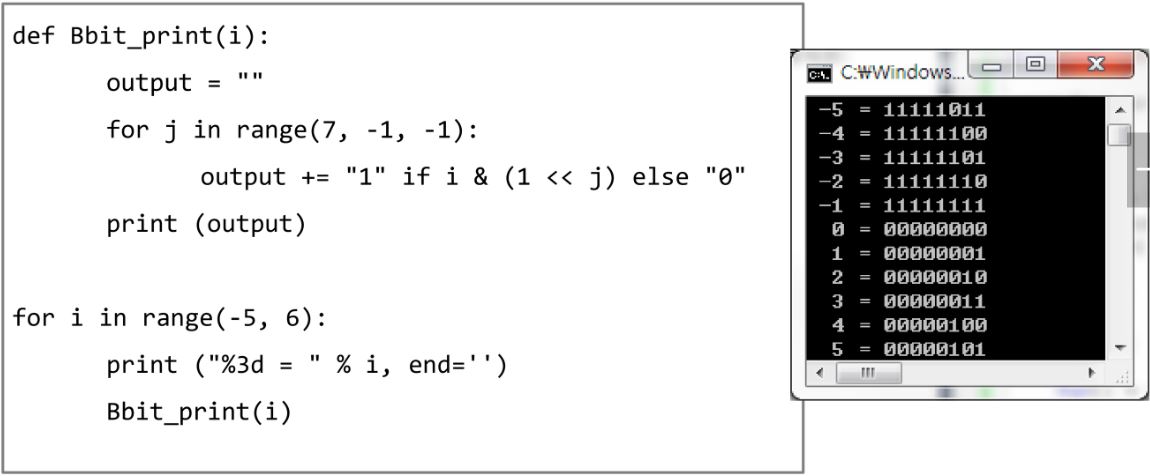 def Bbit_print(i):
output = ""
for j in range(7, -1, -1):
output += "1" if i & (1 << j) else "0"
print (output)
for i in range(-5, 6):
print ("%3d = " % i, end='')
Bbit_print(i)
C:₩Windows...
-5 = 11111011
-4 = 11111100
-3 = 11111101
-2 = 11111110
-1 = 11111111
0 = 00000000
1 = 00000001
2 = 00000010
3 = 00000011
4 = 00000100
5 = 00000101